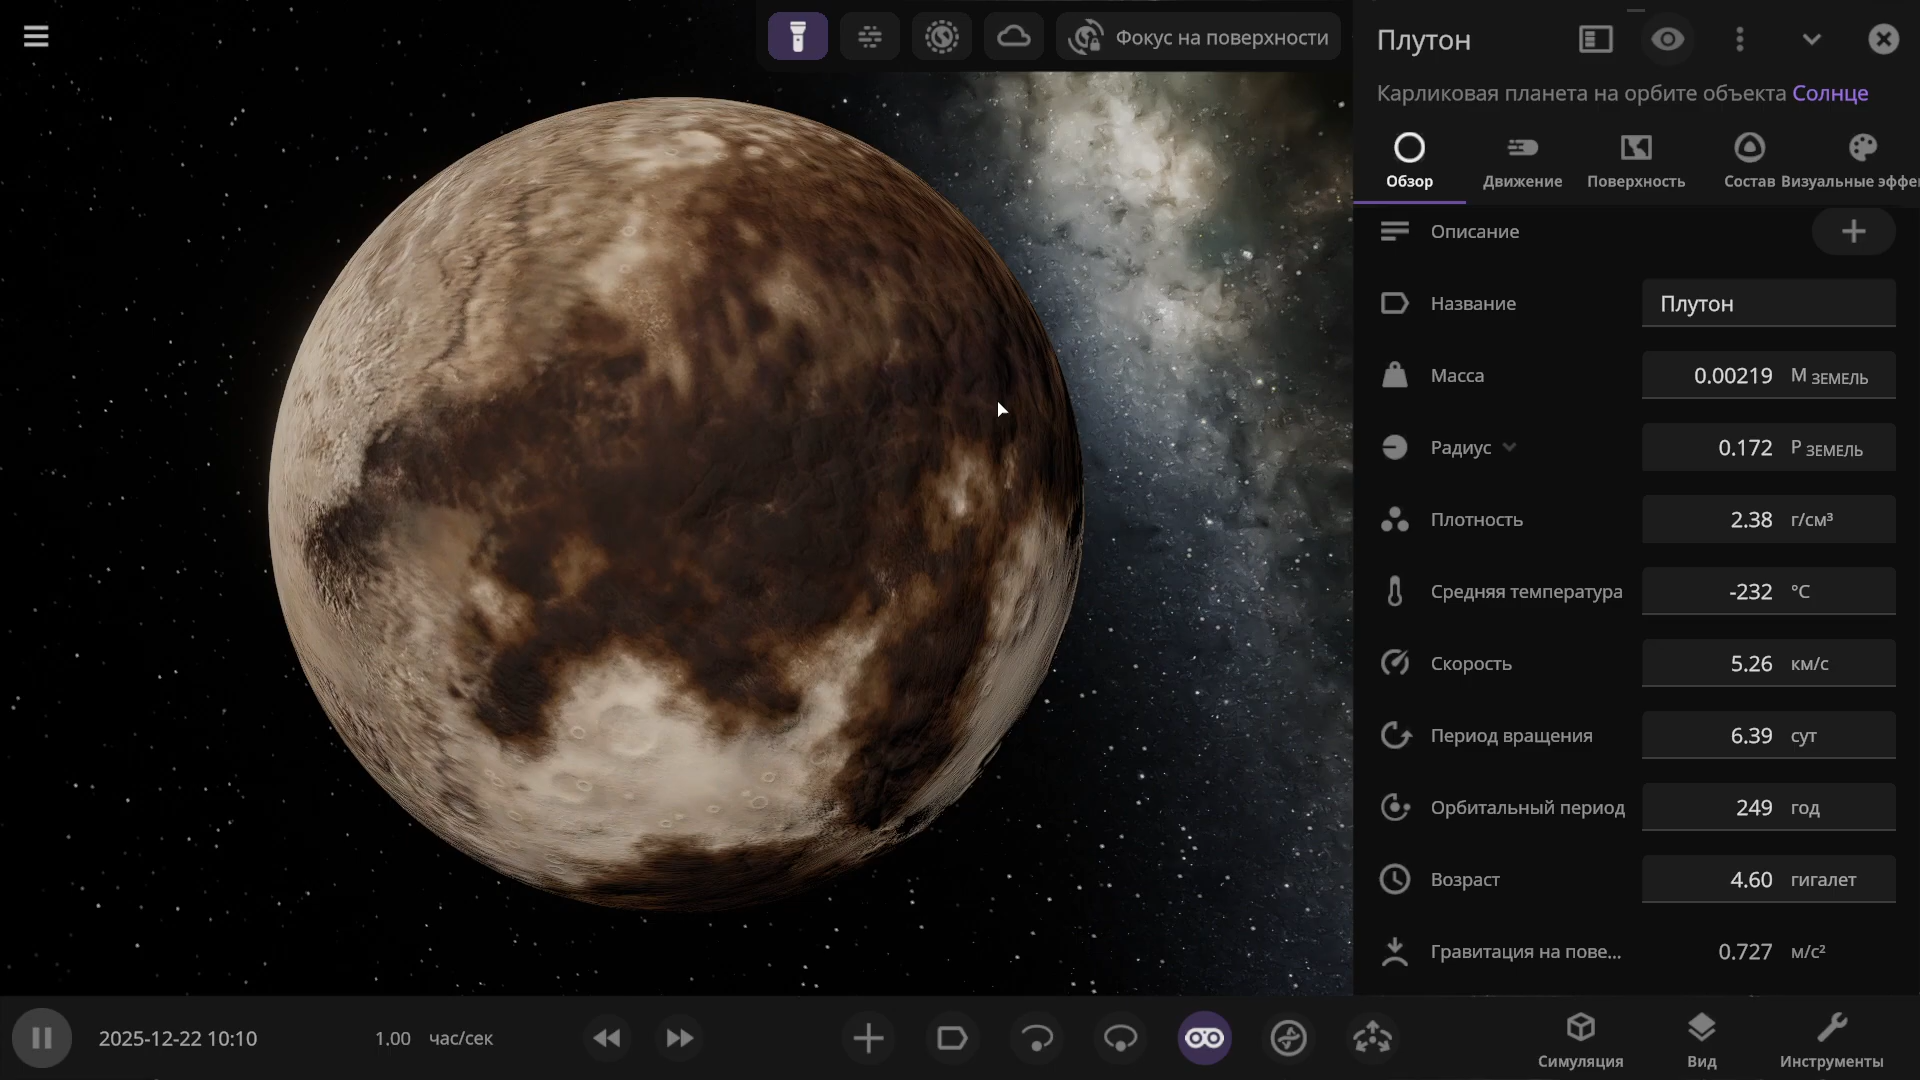 Фокус на поверхности
Плутон
Карликовая планета на орбите объекта Солнце
Обзор
Движение
Поверхность
Состав
Визуальные эффек
Описание
Название
Плутон
Масса
0.00219 М ЗЕМЕЛЬ
Радиус
0.172 Р ЗЕМЕЛЬ
Плотность
2.38 г/см³
Средняя температура
-232 °C
Скорость
5.26 км/с
Период вращения
6.39 сут
Орбитальный период
249 год
Возраст
4.60 гигалет
Гравитация на пове...
0.727 м/с²
2025-12-22 10:10
1.00 час/сек
Симуляция
Вид
Инструменты